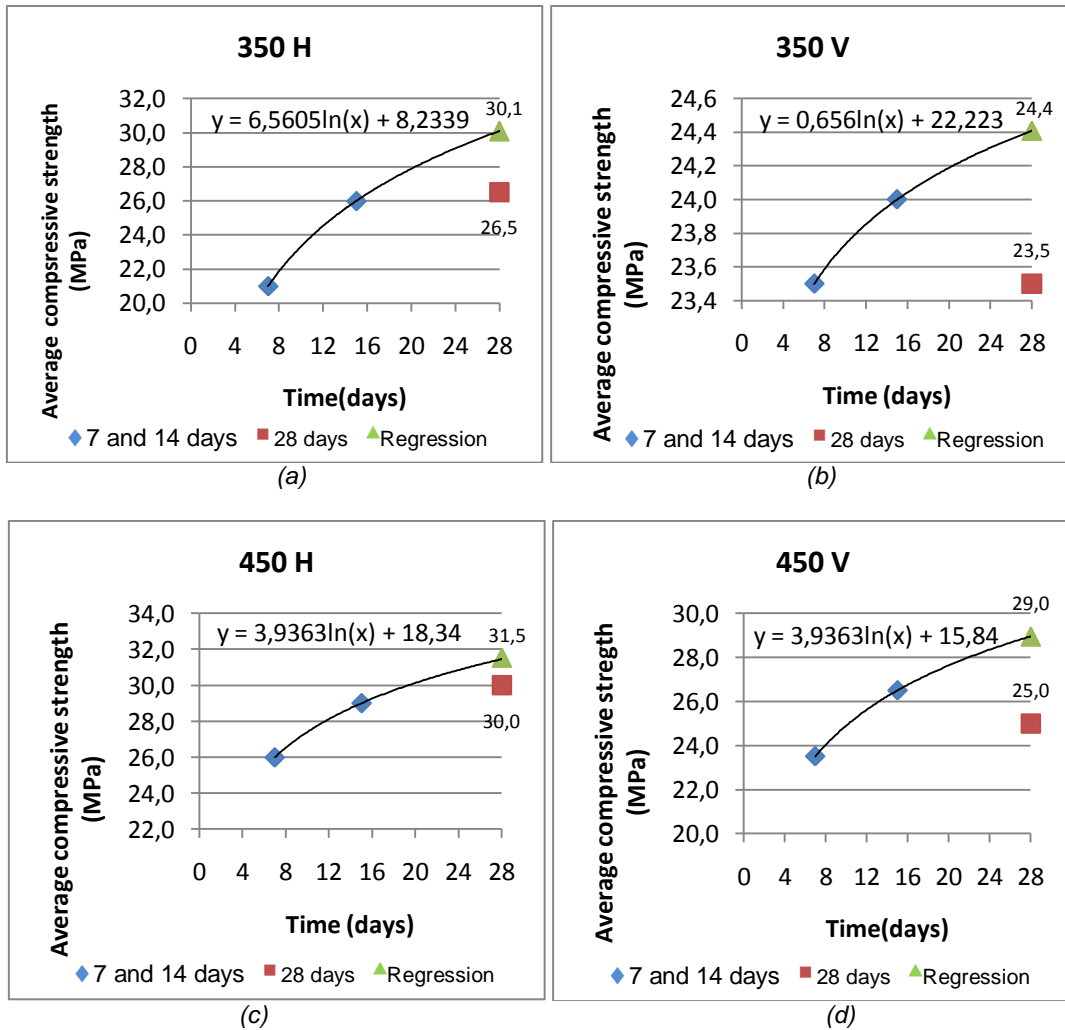 350 H
Average compsrresive strength
(MPa)
32,0
30,0
28,0
26,0
24,0
22,0
20,0
y = 6,5605ln(x) + 8,2339
30,1
26,5
0 4 8 12 16 20 24 28
Time(days)
7 and 14 days 28 days Regression
(a)
350 V
Average compressive strength
(MPa)
24,6
24,4
24,2
24,0
23,8
23,6
23,4
y = 0,656ln(x) + 22,223
24,4
23,5
0 4 8 12 16 20 24 28
Time(days)
7 and 14 days 28 days Regression
(b)
450 H
Average compressive strength
(MPa)
34,0
32,0
30,0
28,0
26,0
24,0
22,0
y = 3,9363ln(x) + 18,34
31,5
30,0
0 4 8 12 16 20 24 28
Time (days)
7 and 14 days 28 days Regression
(c)
450 V
Average compressive strength
(MPa)
30,0
28,0
26,0
24,0
22,0
20,0
y = 3,9363ln(x) + 15,84
29,0
25,0
0 4 8 12 16 20 24 28
Time(days)
7 and 14 days 28 days Regression
(d)